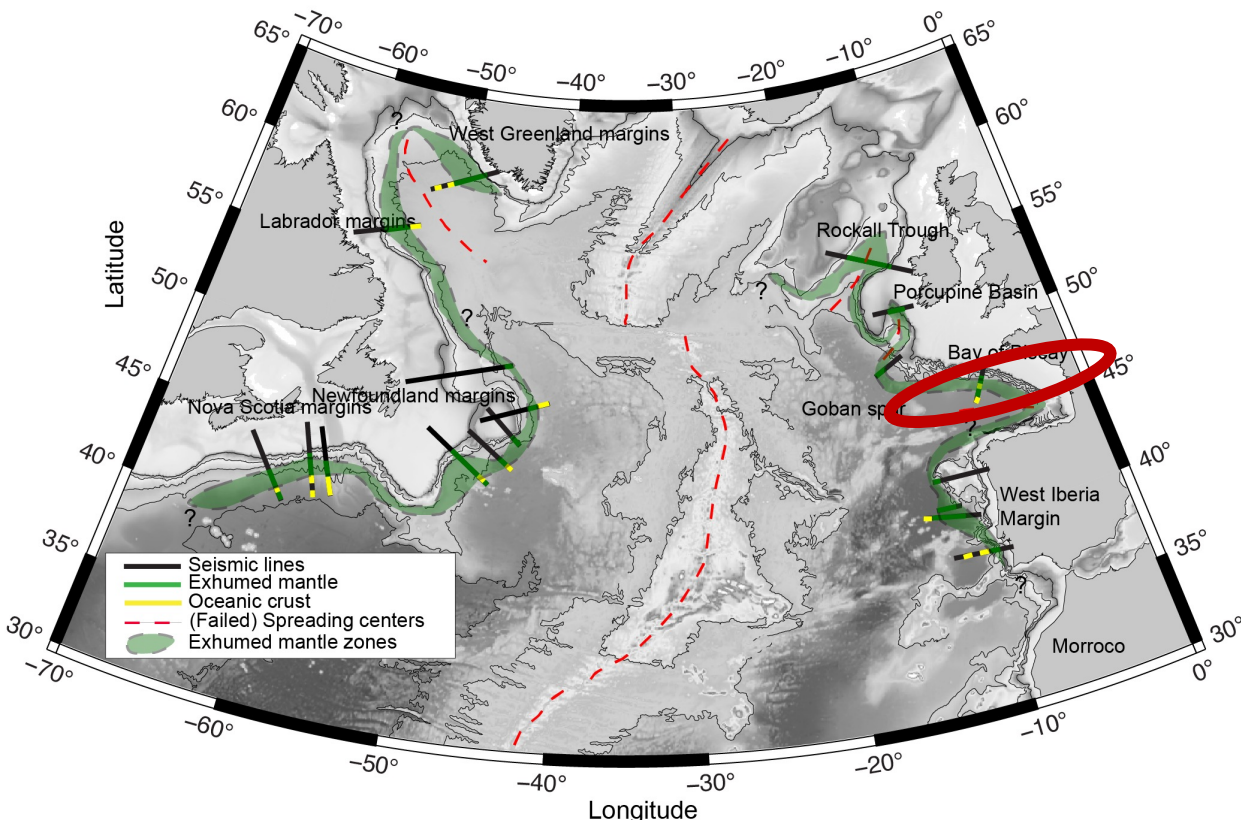 −70°
−60°
−50°
−40°
−30°
−20°
−10°
0°
65°
65°
60°
60°
55°
55°
50°
50°
45°
45°
40°
40°
35°
35°
30°
30°
Latitude
?
West Greenland margins
Labrador margins
Rockall Trough
?
Porcupine Basin
?
Bay of Biscay
Newfoundland margins
Nova Scotia margins
Goban spur
?
?
West Iberia
Margin
?
Morroco
Seismic lines
Exhumed mantle
Oceanic crust
(Failed) Spreading centers
Exhumed mantle zones
−70°
−60°
−50°
−40°
−30°
−20°
−10°
0°
Longitude